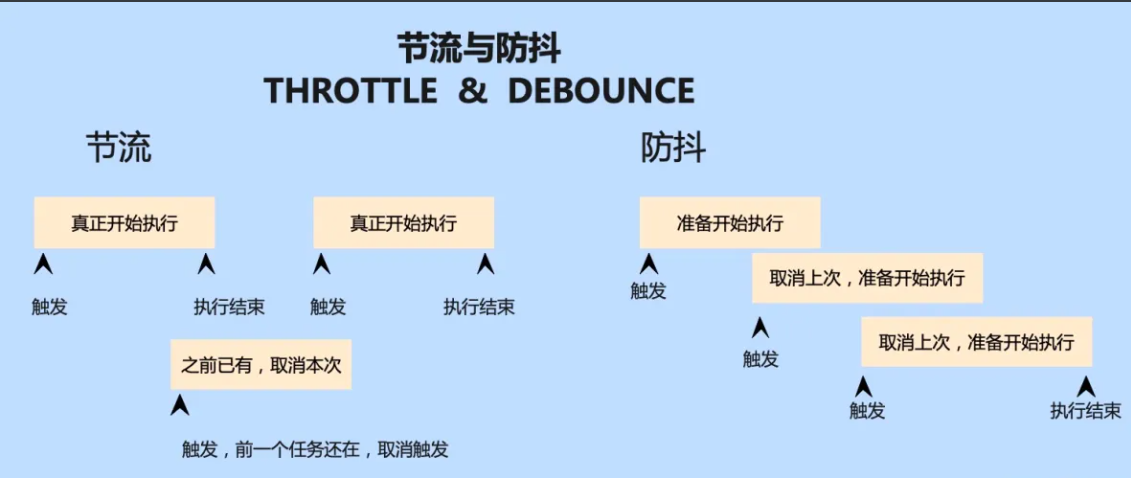 节流与防抖
THROTTLE & DEBOUNCE
节流
真正开始执行
真正开始执行
触发
执行结束
触发
执行结束
之前已有，取消本次
触发，前一个任务还在，取消触发
防抖
准备开始执行
触发
取消上次，准备开始执行
触发
取消上次，准备开始执行
触发
执行结束